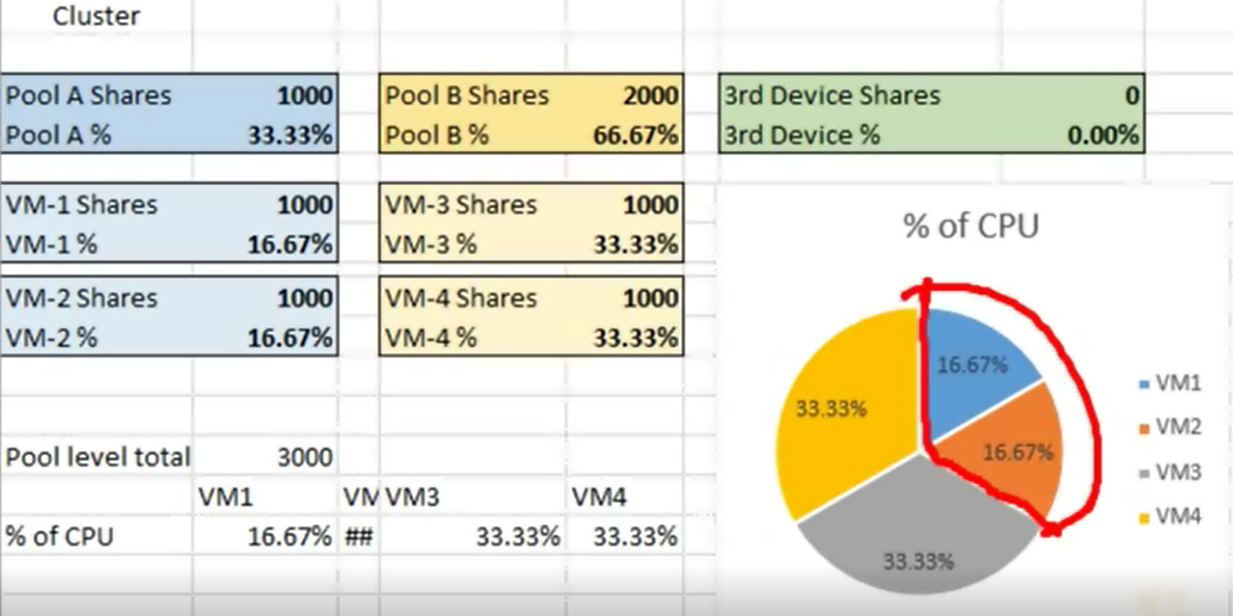 Cluster
Pool A Shares 1000
Pool A % 33.33%
Pool B Shares 2000
Pool B % 66.67%
3rd Device Shares 0
3rd Device % 0.00%
VM-1 Shares 1000
VM-1 % 16.67%
VM-3 Shares 1000
VM-3 % 33.33%
VM-2 Shares 1000
VM-2 % 16.67%
VM-4 Shares 1000
VM-4 % 33.33%
Pool level total 3000
VM1 VM VM3 VM4
% of CPU 16.67% ## 33.33% 33.33%
% of CPU
16.67%
33.33%
16.67%
33.33%
VM1
VM2
VM3
VM4